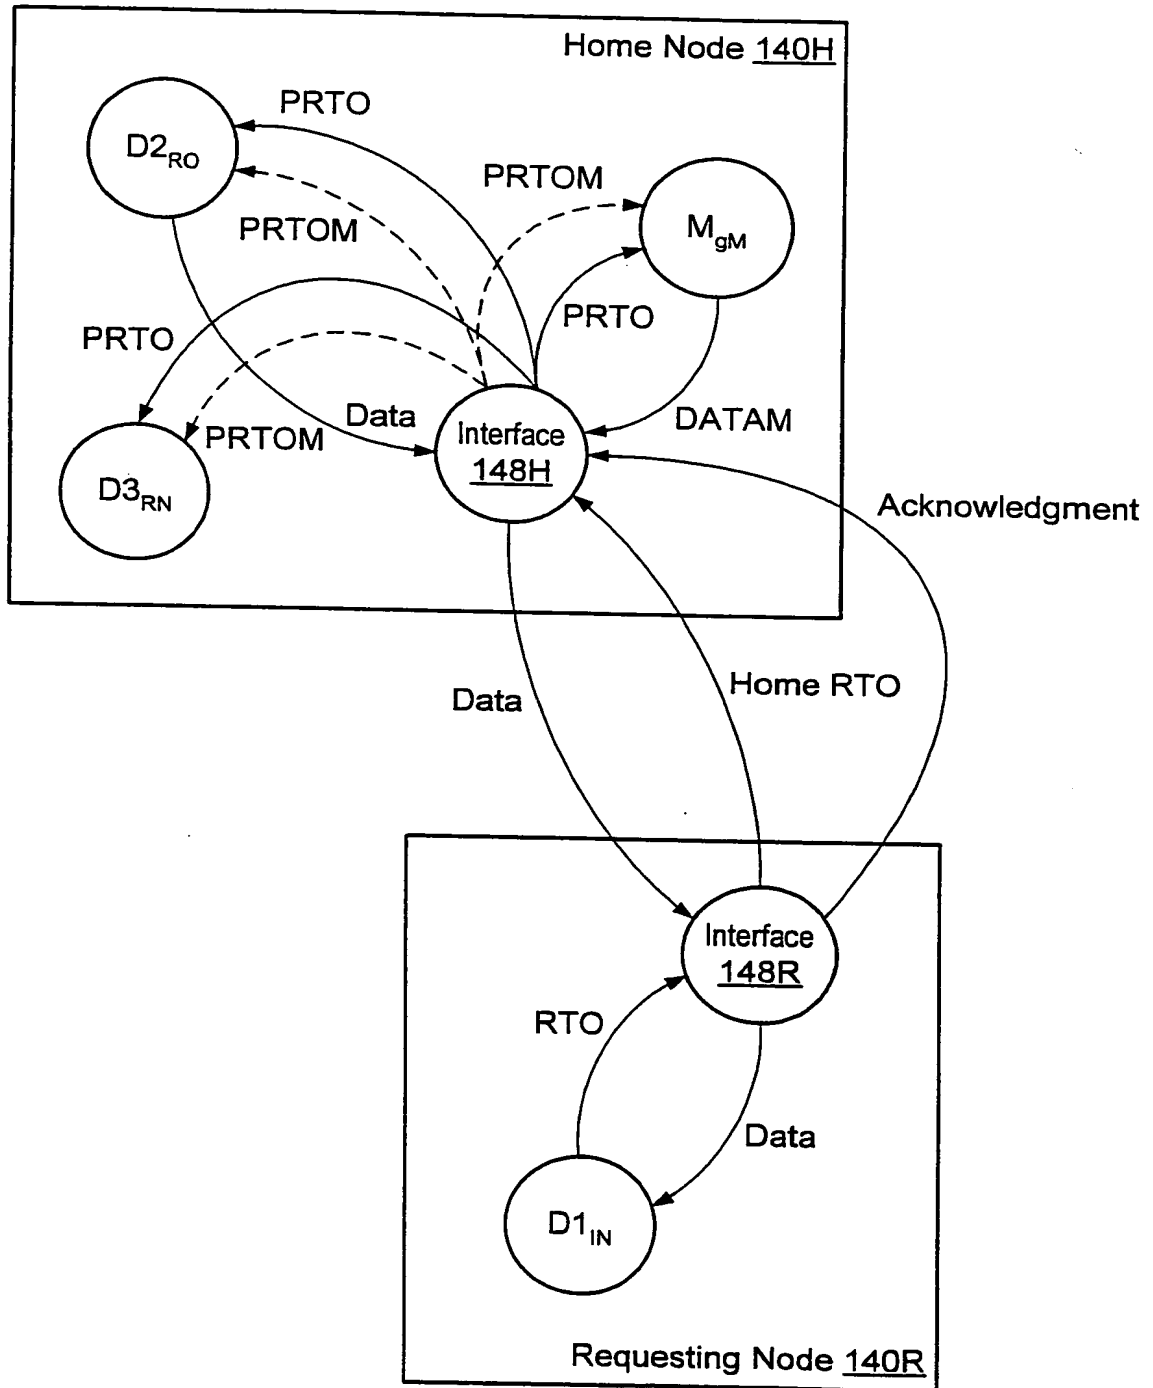 Home Node 140H
PRTO
D2RO
PRTOM
PRTOM
MgM
PRTO
PRTO
Data
DATAM
PRTOM
Interface
148H
D3RN
Acknowledgment
Data
Home RTO
Interface
148R
RTO
Data
D1IN
Requesting Node 140R